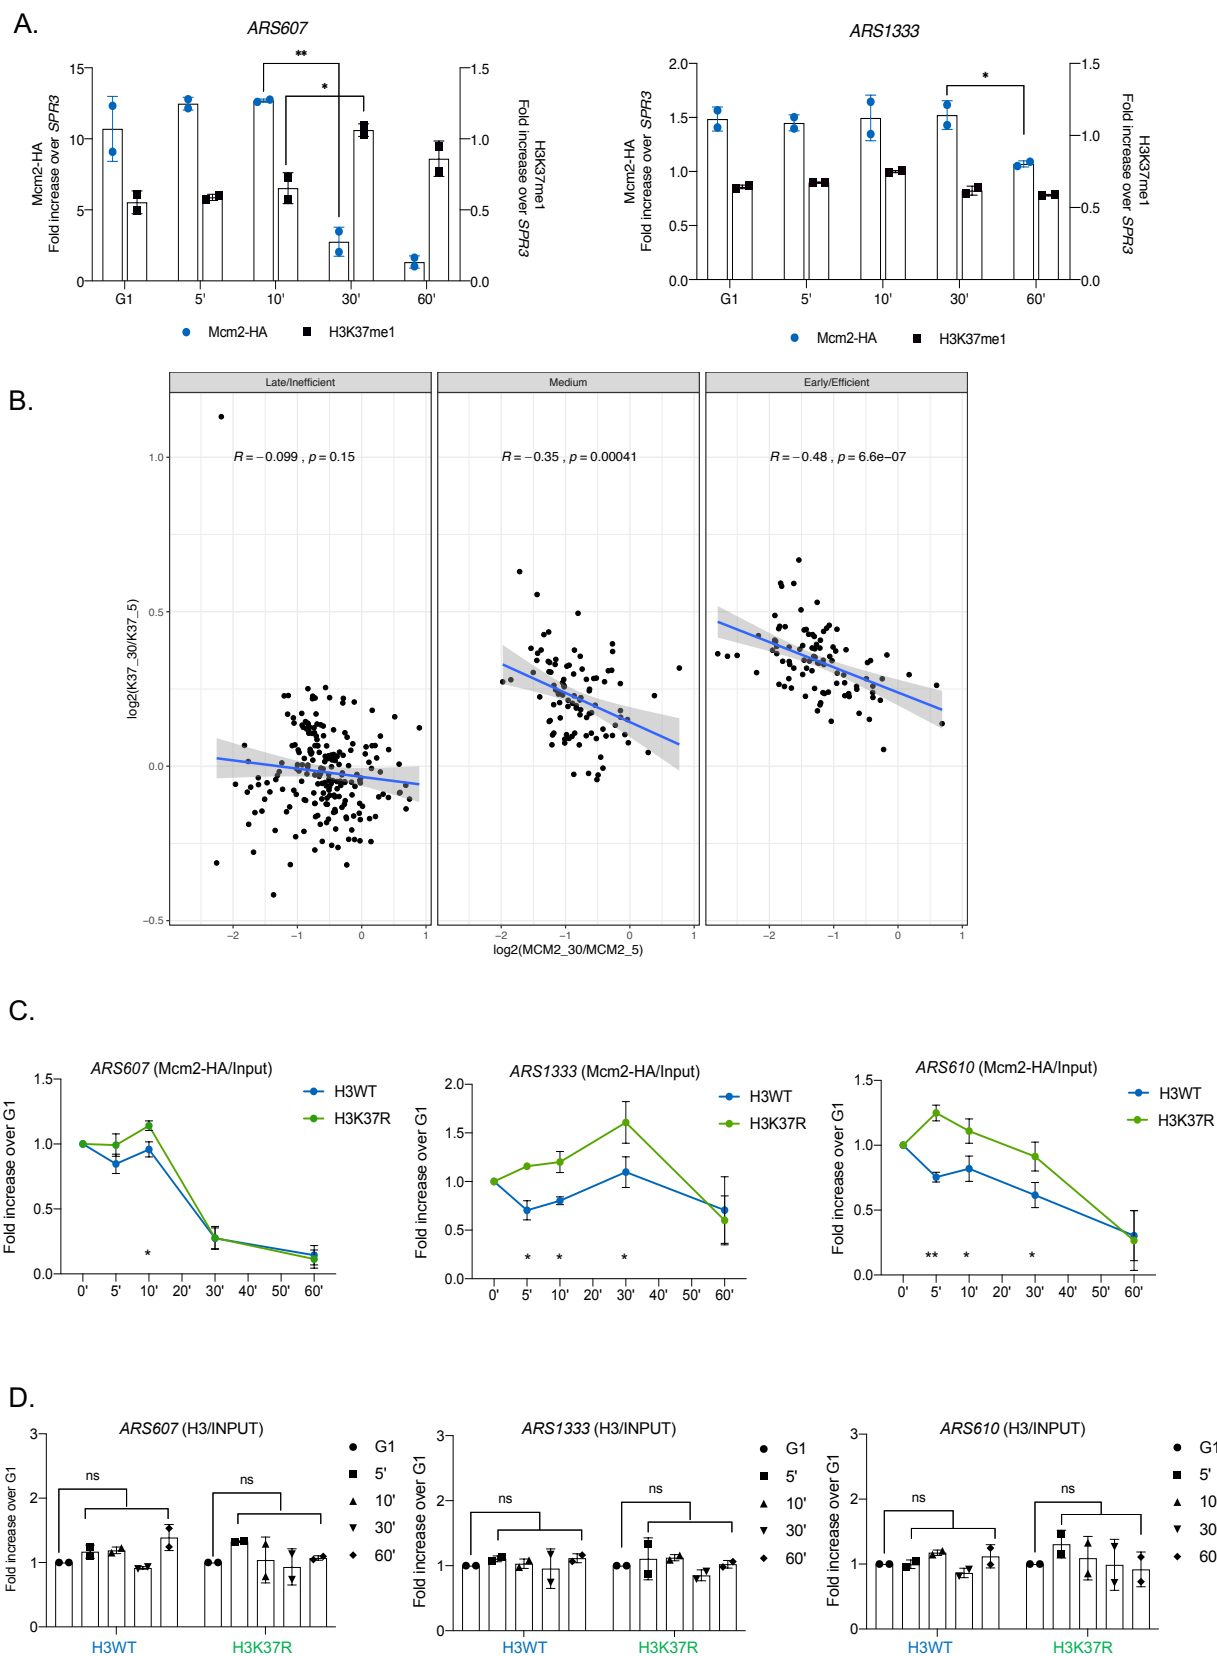 A.
ARS607
ARS1333
** 
*
*
15
10
5
0
1.5
1.0
0.5
0.0
2.0
1.5
1.0
0.5
0.0
1.5
1.0
0.5
0.0
Mcm2-HA
Fold increase over SPR3
H3K37me1
Fold increase over SPR3
Mcm2-HA
Fold increase over SPR3
H3K37me1
Fold increase over SPR3
G1 5' 10' 30' 60'
G1 5' 10' 30' 60'
Mcm2-HA H3K37me1
Mcm2-HA H3K37me1
B.
Late/Inefficient Medium Early/Efficient
R = −0.099 , p = 0.15
R = −0.35 , p = 0.00041
R = −0.48 , p = 6.6e−07
1.0
0.5
0.0
−0.5
log2(K37_30/K37_5)
−2 −1 0 1
−2 −1 0 1
−2 −1 0 1
log2(MCM2_30/MCM2_5)
C.
ARS607 (Mcm2-HA/Input)
H3WT
H3K37R
Fold increase over G1
1.5
1.0
0.5
0.0
*
0' 5' 10' 20' 30' 40' 50' 60'
ARS1333 (Mcm2-HA/Input)
H3WT
H3K37R
Fold increase over G1
2.0
1.5
1.0
0.5
0.0
* * *
0' 5' 10' 20' 30' 40' 50' 60'
ARS610 (Mcm2-HA/Input)
H3WT
H3K37R
Fold increase over G1
1.5
1.0
0.5
0.0
** * *
0' 5' 10' 20' 30' 40' 50' 60'
D.
ARS607 (H3/INPUT)
Fold increase over G1
3
2
1
0
ns
ns
G1
5'
10'
30'
60'
H3WT H3K37R
ARS1333 (H3/INPUT)
Fold increase over G1
3
2
1
0
ns
ns
G1
5'
10'
30'
60'
H3WT H3K37R
ARS610 (H3/INPUT)
Fold increase over G1
3
2
1
0
ns
ns
G1
5'
10
30
60
H3WT H3K37R